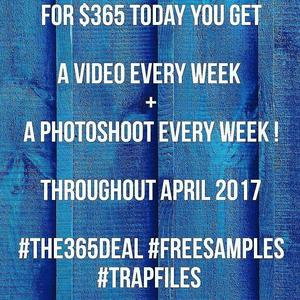 FOR $365 TODAY YOU GET
A VIDEO EVERY WEEK
+
A PHOTOSHOOT EVERY WEEK !
THROUGHOUT APRIL 2017
#THE365DEAL #FREESAMPLES
#TRAPFILES